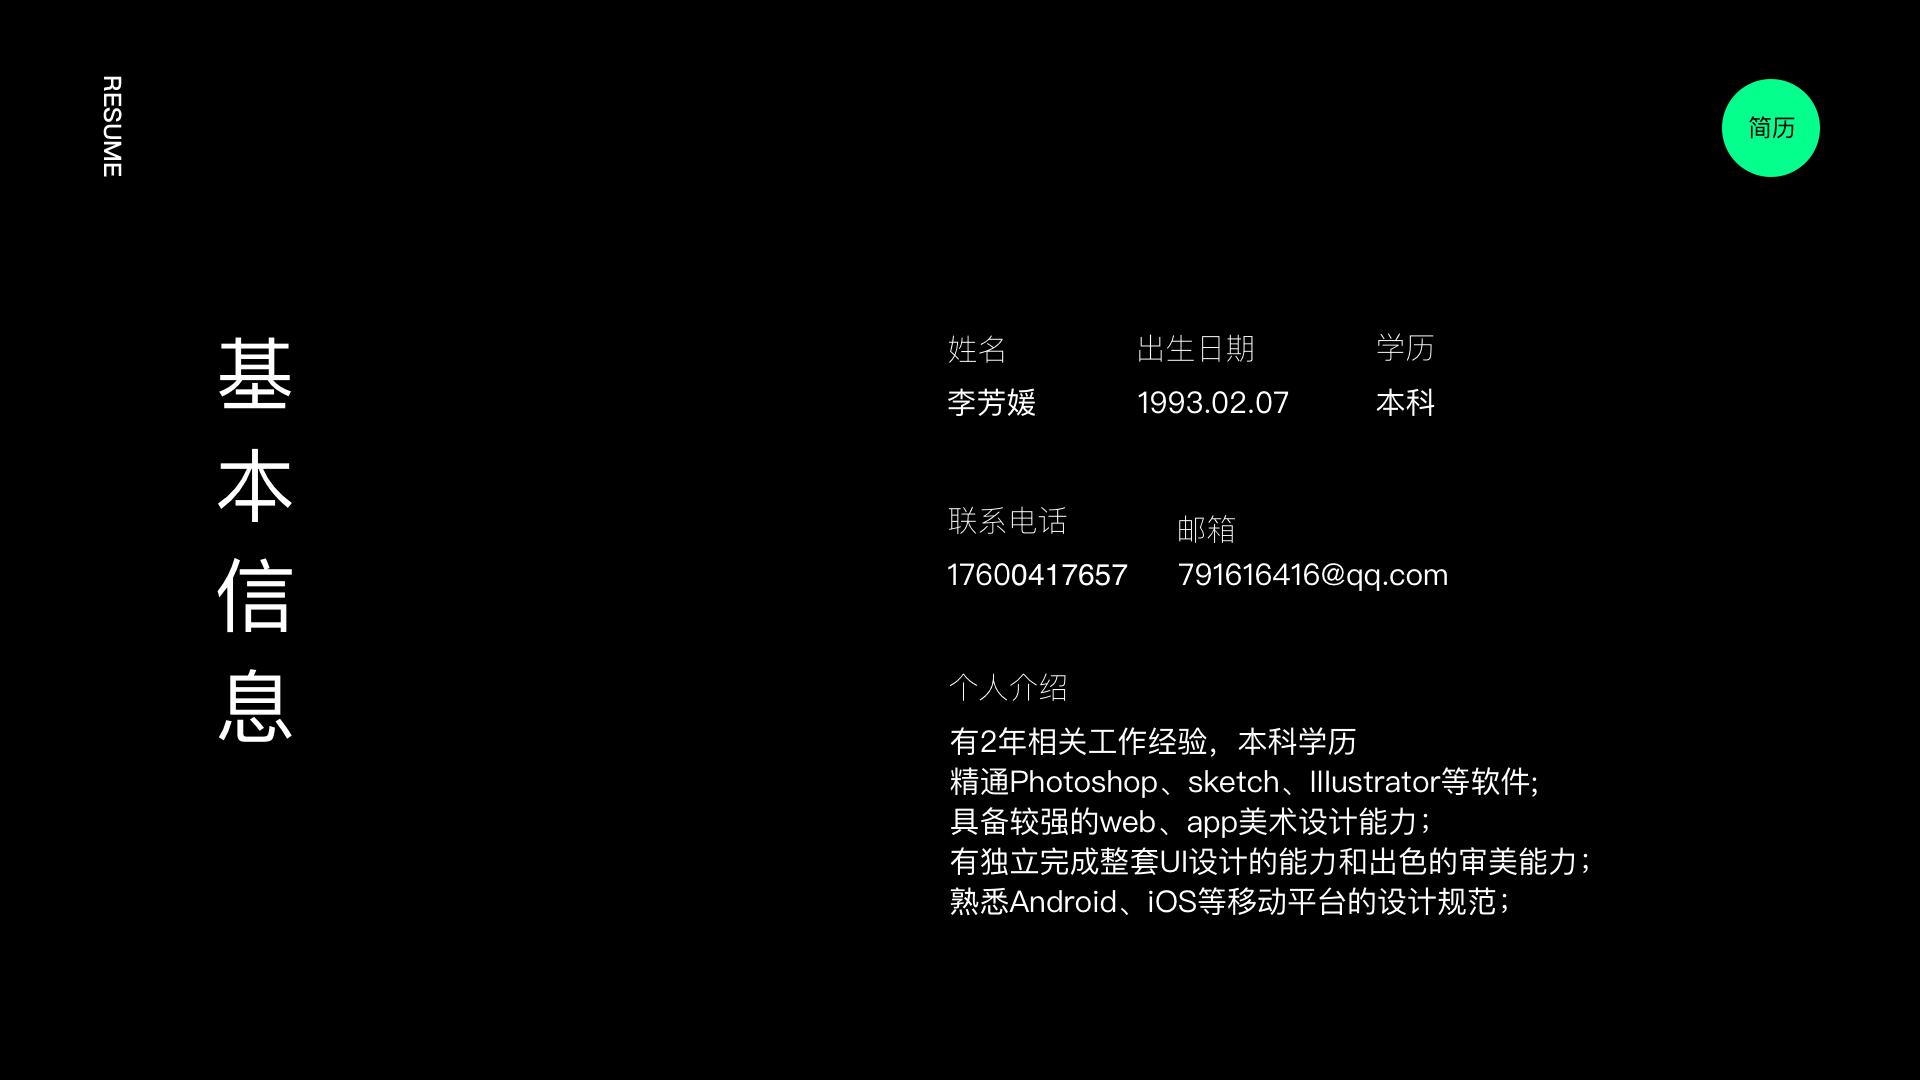 RESUME
简历
基本信息
姓名 出生日期 学历
李芳媛 1993.02.07 本科
联系电话 邮箱
17600417657 791616416@qq.com
个人介绍
有2年相关工作经验，本科学历
精通Photoshop、sketch、Illustrator等软件;
具备较强的web、app美术设计能力；
有独立完成整套UI设计的能力和出色的审美能力；
熟悉Android、iOS等移动平台的设计规范；